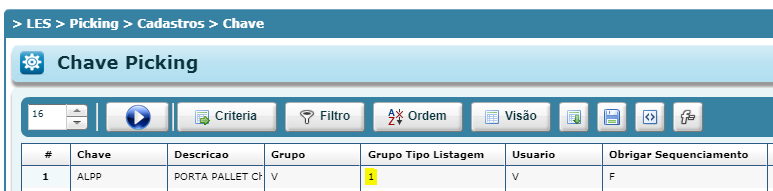 > LES > Picking > Cadastros > Chave
Chave Picking
16 Criteria Filtro Ordem Visão
# Chave Descricao Grupo Grupo Tipo Listagem Usuario Obrigar Sequenciamento
1 ALPP PORTA PALLET CH V 1 V F